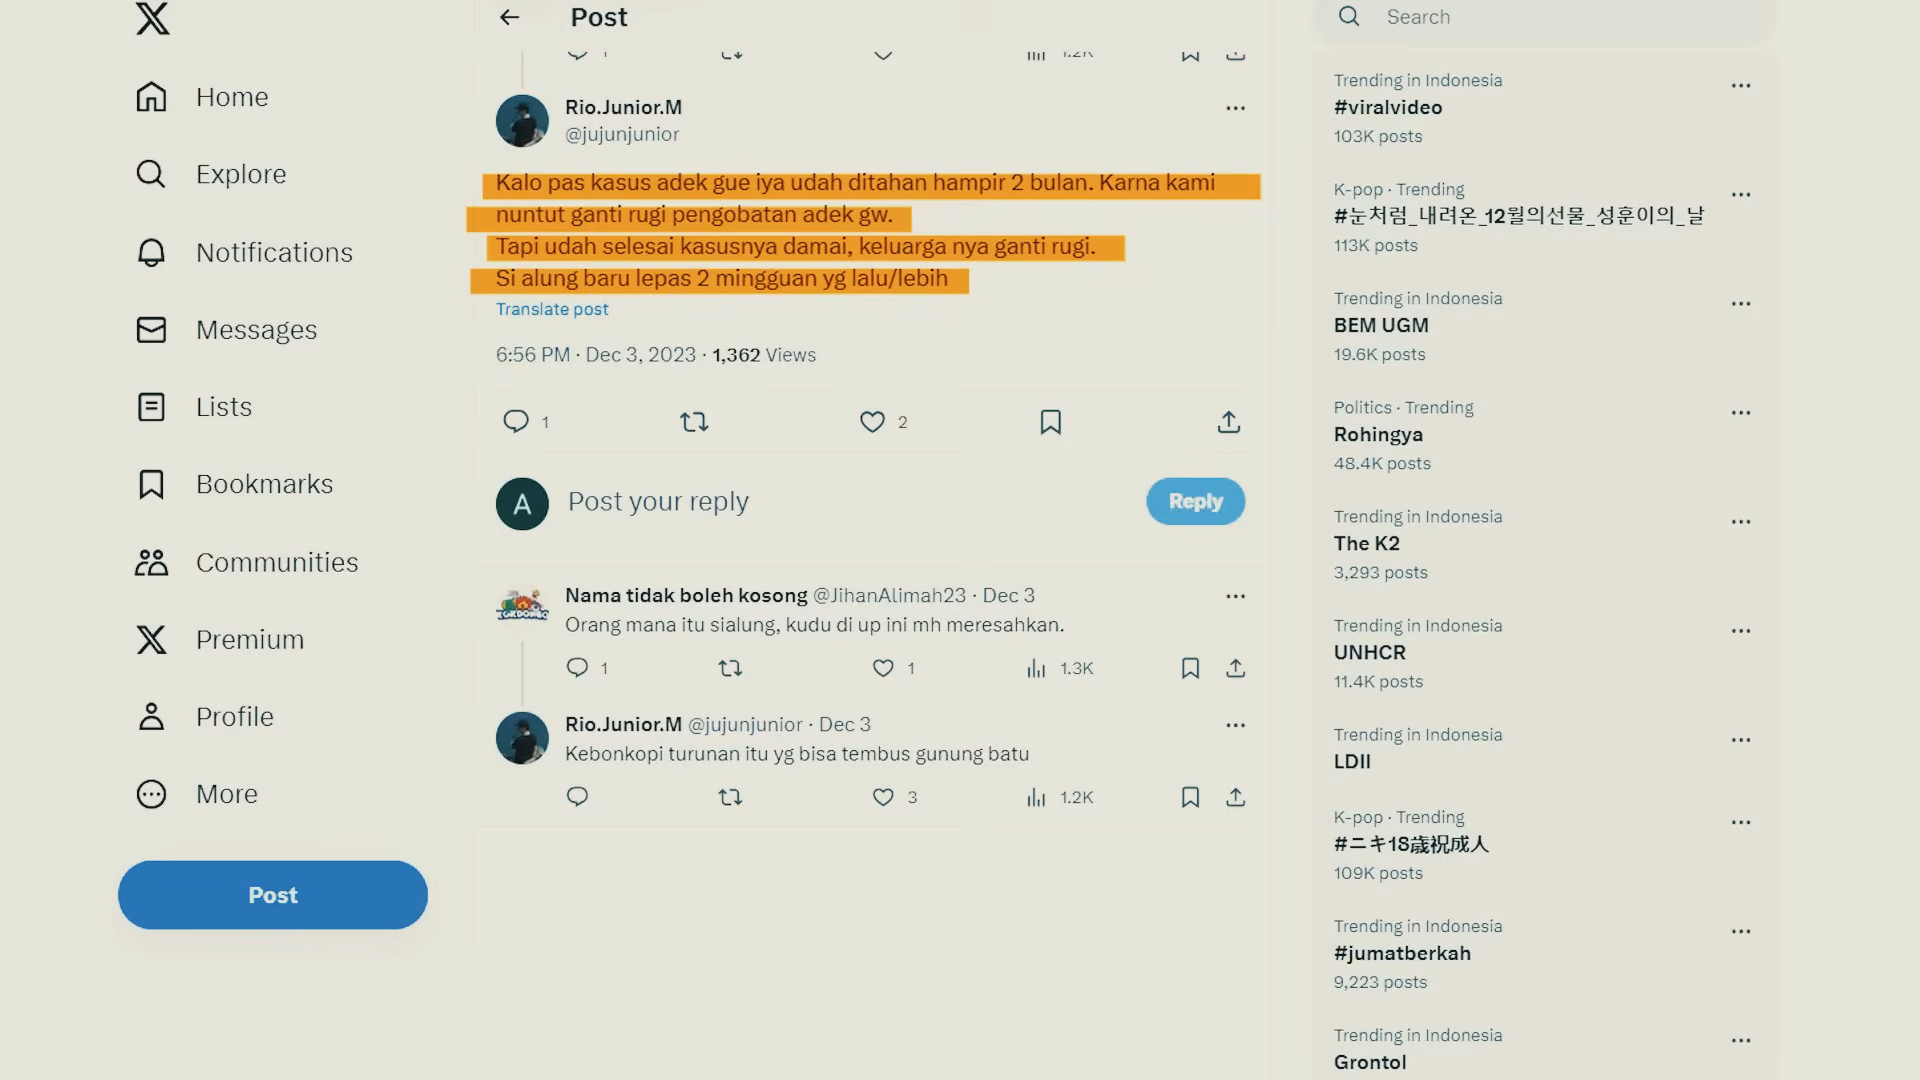 Home
Explore
Notifications
Messages
Lists
Bookmarks
Communities
Premium
Profile
More
Post
Post
1 1.2K
Rio.Junior.M
@jujunjunior
Kalo pas kasus adek gue iya udah ditahan hampir 2 bulan. Karna kami
nuntut ganti rugi pengobatan adek gw.
Tapi udah selesai kasusnya damai, keluarga nya ganti rugi.
Si alung baru lepas 2 mingguan yg lalu/lebih
Translate post
6:56 PM · Dec 3, 2023 · 1,362 Views
1 2
A Post your reply Reply
Nama tidak boleh kosong @JihanAlimah23 · Dec 3
Orang mana itu sialung, kudu di up ini mh meresahkan.
1 1 1.3K
Rio.Junior.M @jujunjunior · Dec 3
Kebonkopi turunan itu yg bisa tembus gunung batu
3 1.2K
Search
Trending in Indonesia
#viralvideo
103K posts
K-pop · Trending
#눈처럼_내려온_12월의선물_성훈이의_날
113K posts
Trending in Indonesia
BEM UGM
19.6K posts
Politics · Trending
Rohingya
48.4K posts
Trending in Indonesia
The K2
3,293 posts
Trending in Indonesia
UNHCR
11.4K posts
Trending in Indonesia
LDII
K-pop · Trending
#ニキ18歳祝成人
109K posts
Trending in Indonesia
#jumatberkah
9,223 posts
Trending in Indonesia
Grontol